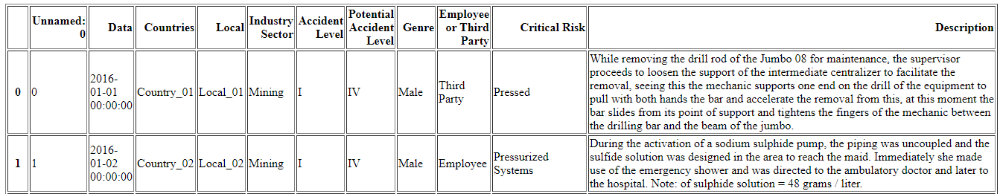 Unnamed: 0 Data Countries Local Industry Sector Accident Level Potential Accident Level Genre Employee or Third Party Critical Risk Description
0 0 2016-01-01 00:00:00 Country_01 Local_01 Mining I IV Male Third Party Pressed
While removing the drill rod of the Jumbo 08 for maintenance, the supervisor
proceeds to loosen the support of the intermediate centralizer to facilitate the
removal, seeing this the mechanic supports one end on the drill of the equipment to
pull with both hands the bar and accelerate the removal from this, at this moment the
bar slides from its point of support and tightens the fingers of the mechanic between
the drilling bar and the beam of the jumbo.
1 1 2016-01-02 00:00:00 Country_02 Local_02 Mining I IV Male Employee Pressurized Systems
During the activation of a sodium sulphide pump, the piping was uncoupled and the
sulfide solution was designed in the area to reach the maid. Immediately she made
use of the emergency shower and was directed to the ambulatory doctor and later to
the hospital. Note: of sulphide solution = 48 grams / liter.